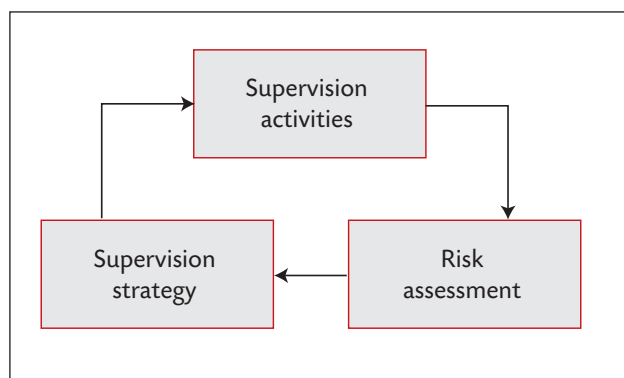 Supervision
activities
Supervision
strategy
Risk
assessment